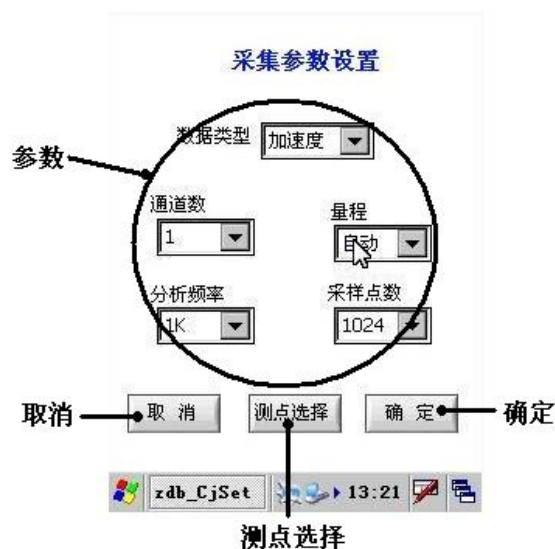 采集参数设置
数据类型 加速度
参数
通道数 量程
1 自动
分析频率 采样点数
1K 1024
取消 取 消 测点选择 确 定 确定
zdb_CjSet 13:21
测点选择